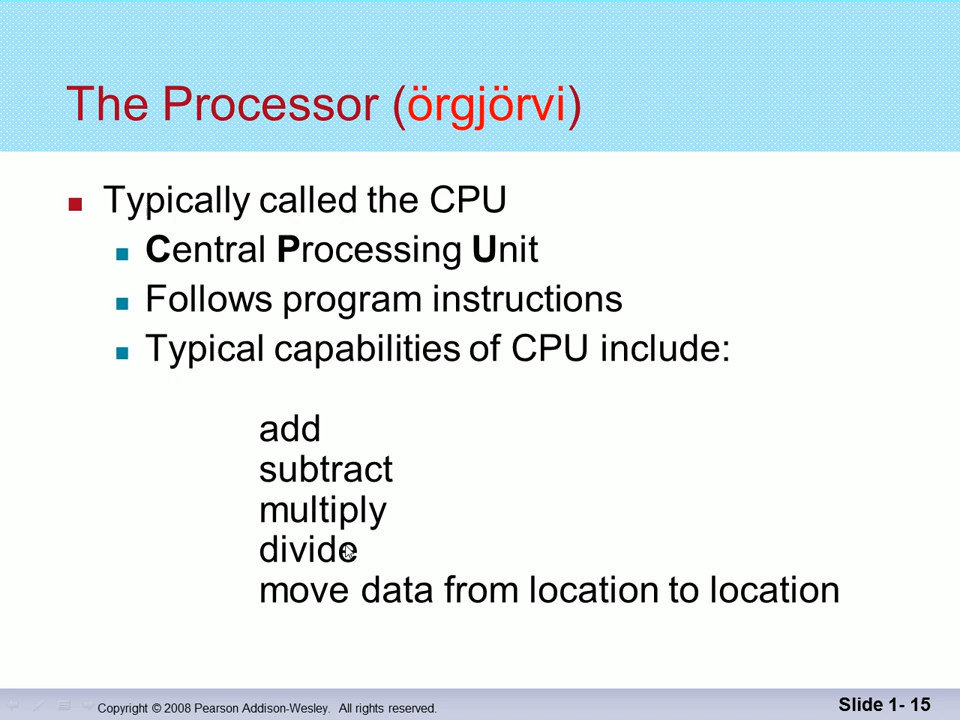 The Processor (örgjörvi)
Typically called the CPU
Central Processing Unit
Follows program instructions
Typical capabilities of CPU include:
add
subtract
multiply
divide
move data from location to location
Copyright © 2008 Pearson Addison-Wesley. All rights reserved.
Slide 1- 15